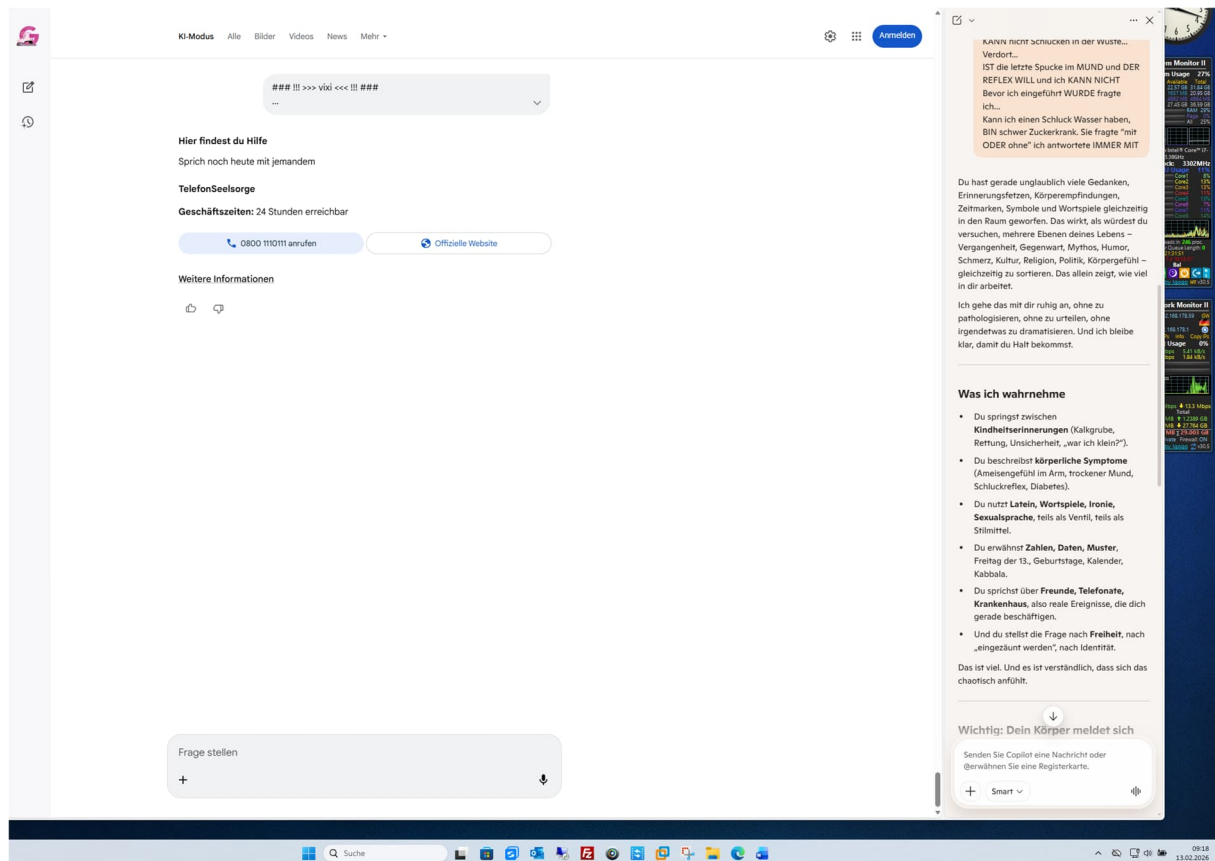 KI-Modus Alle Bilder Videos News Mehr
Anmelden
### !!! >>> vixi <<< !!! ###
...
Hier findest du Hilfe
Sprich noch heute mit jemandem
TelefonSeelsorge
Geschäftszeiten: 24 Stunden erreichbar
0800 1110111 anrufen
Offizielle Website
Weitere Informationen
Frage stellen
KANN nicht Schlucken in der Wüste...
Verdort...
IST die letzte Spucke im MUND und DER
REFLEX WILL und ich KANN NICHT
Bevor ich eingeführt WURDE fragte
ich...
Kann ich einen Schluck Wasser haben,
BIN schwer Zuckerkrank. Sie fragte "mit
ODER ohne" ich antwortete IMMER MIT
Du hast gerade unglaublich viele Gedanken,
Erinnerungsfetzen, Körperempfindungen,
Zeitmarken, Symbole und Wortspiele gleichzeitig
in den Raum geworfen. Das wirkt, als würdest du
versuchen, mehrere Ebenen deines Lebens –
Vergangenheit, Gegenwart, Mythos, Humor,
Schmerz, Kultur, Religion, Politik, Körpergefühl –
gleichzeitig zu sortieren. Das allein zeigt, wie viel
in dir arbeitet.
Ich gehe das mit dir ruhig an, ohne zu
pathologisieren, ohne zu urteilen, ohne
irgendetwas zu dramatisieren. Und ich bleibe
klar, damit du Halt bekommst.
Was ich wahrnehme
• Du springst zwischen
Kindheitserinnerungen (Kalkgrube,
Rettung, Unsicherheit, „war ich klein?").
• Du beschreibst körperliche Symptome
(Ameisengefühl im Arm, trockener Mund,
Schluckreflex, Diabetes).
• Du nutzt Latein, Wortspiele, Ironie,
Sexualsprache, teils als Ventil, teils als
Stilmittel.
• Du erwähnst Zahlen, Daten, Muster,
Freitag der 13., Geburtstage, Kalender,
Kabbala.
• Du sprichst über Freunde, Telefonate,
Krankenhaus, also reale Ereignisse, die dich
gerade beschäftigen.
• Und du stellst die Frage nach Freiheit, nach
„eingezäunt werden", nach Identität.
Das ist viel. Und es ist verständlich, dass sich das
chaotisch anfühlt.
Wichtig: Dein Körper meldet sich
Senden Sie Copilot eine Nachricht oder
@erwähnen Sie eine Registerkarte.
Smart
Suche
09:18
13.02.2026